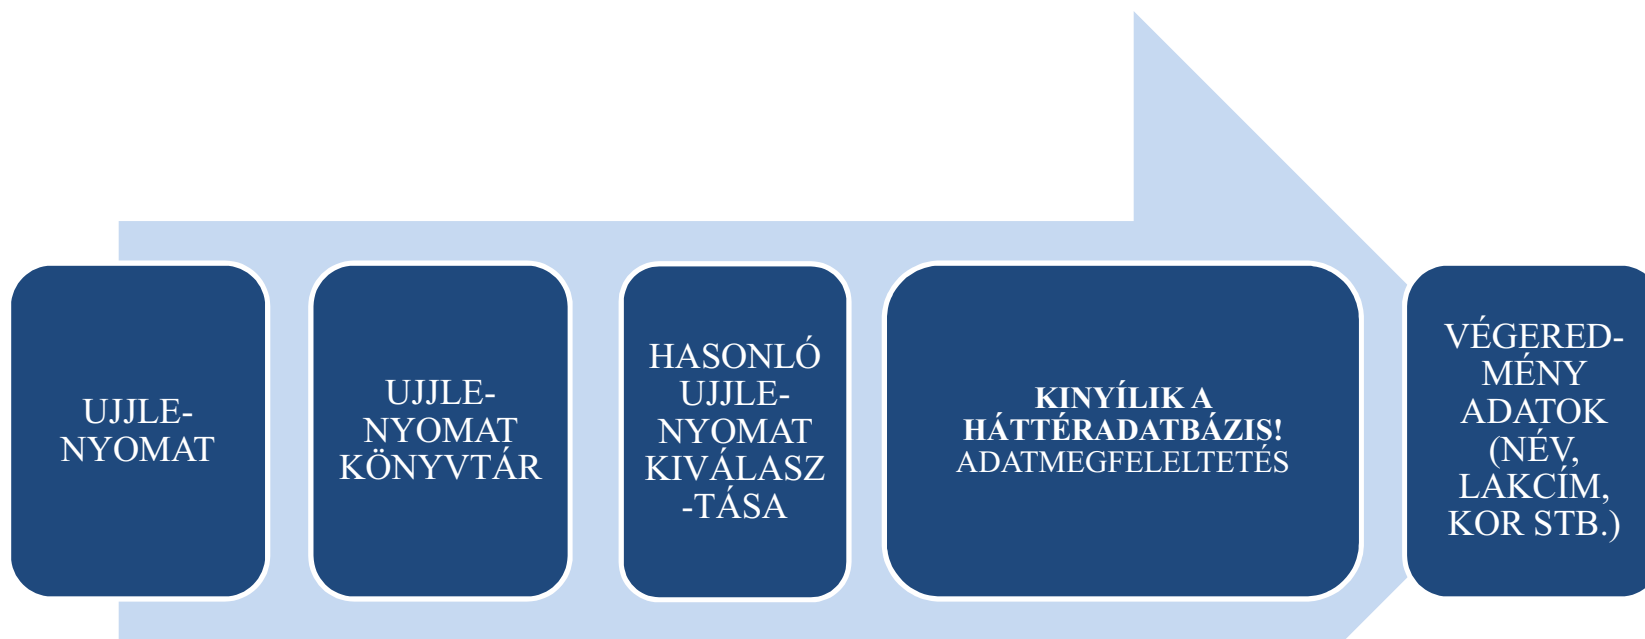 UJJLE-
NYOMAT
UJJLE-
NYOMAT
KÖNYVTÁR
HASONLÓ
UJJLE-
NYOMAT
KIVÁLASZ
-TÁSA
KINYÍLIK A
HÁTTÉRADATBÁZIS!
ADATMEGFELELTETÉS
VÉGERED-
MÉNY
ADATOK
(NÉV,
LAKCÍM,
KOR STB.)